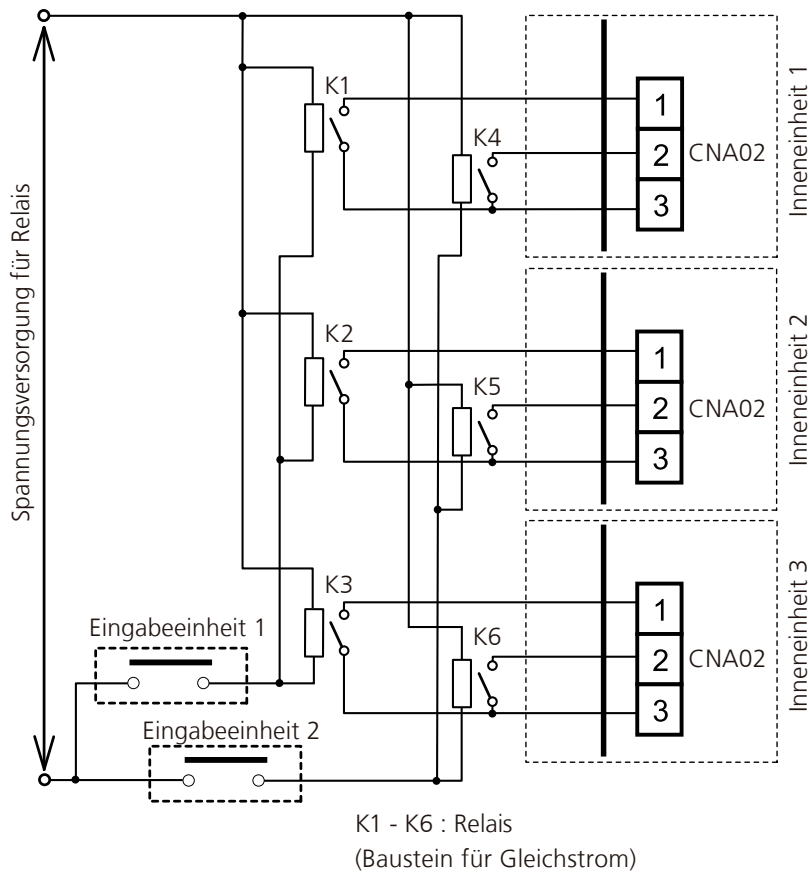 Spannungsversorgung für Relais
K1
K4
1
2
3
CNA02
Inneneinheit 1
K2
K5
1
2
3
CNA02
Inneneinheit 2
K3
K6
1
2
3
CNA02
Inneneinheit 3
Eingabeeinheit 1
Eingabeeinheit 2
K1 - K6 : Relais
(Baustein für Gleichstrom)